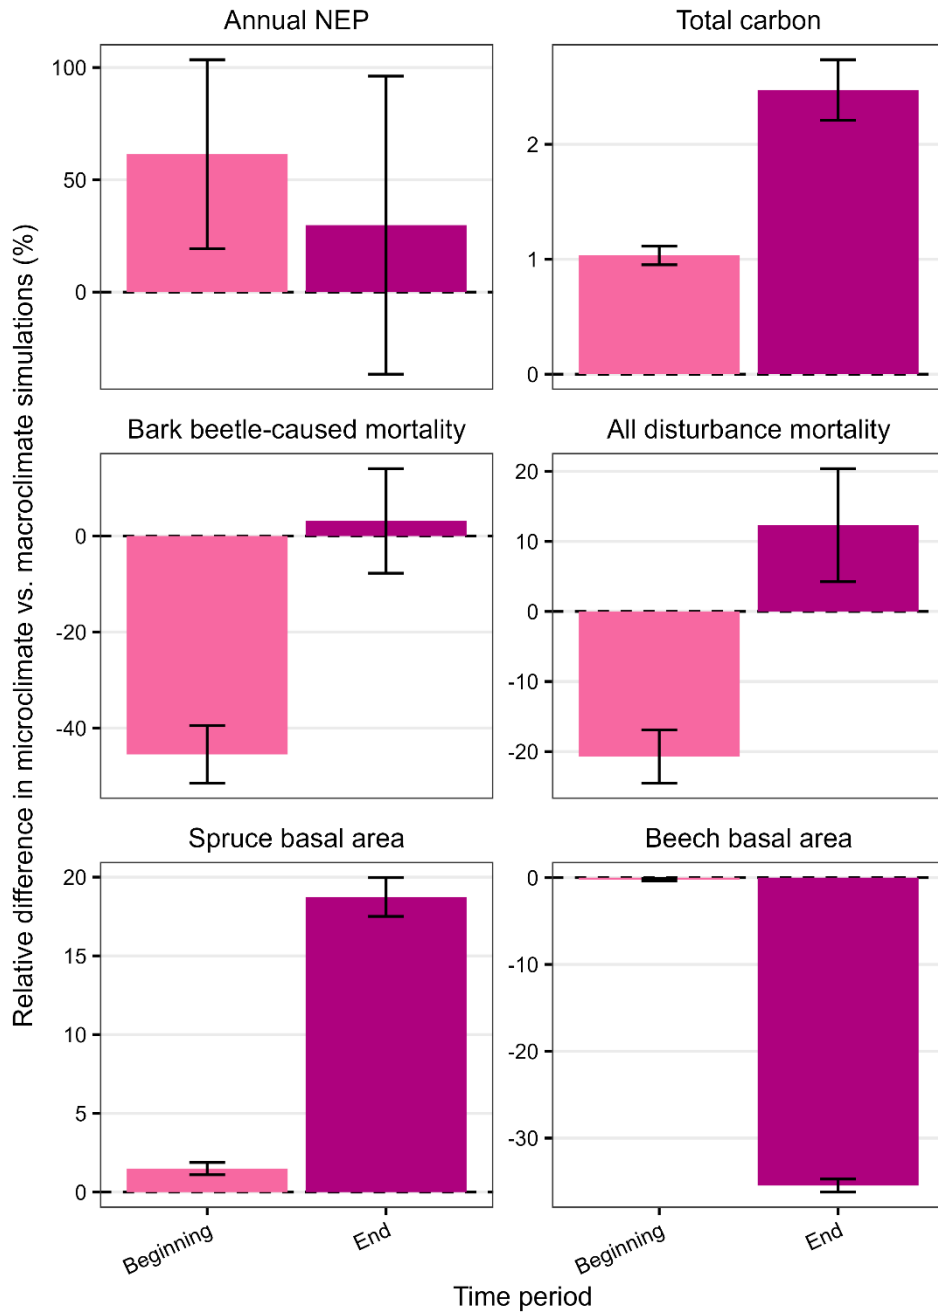 Annual NEP
Total carbon
100
50
0
2
1
0
Bark beetle-caused mortality
All disturbance mortality
0
-20
-40
20
10
0
-10
-20
Spruce basal area
Beech basal area
20
15
10
5
0
0
-10
-20
-30
Beginning
End
Beginning
End
Time period
Relative difference in microclimate vs. macroclimate simulations (%)